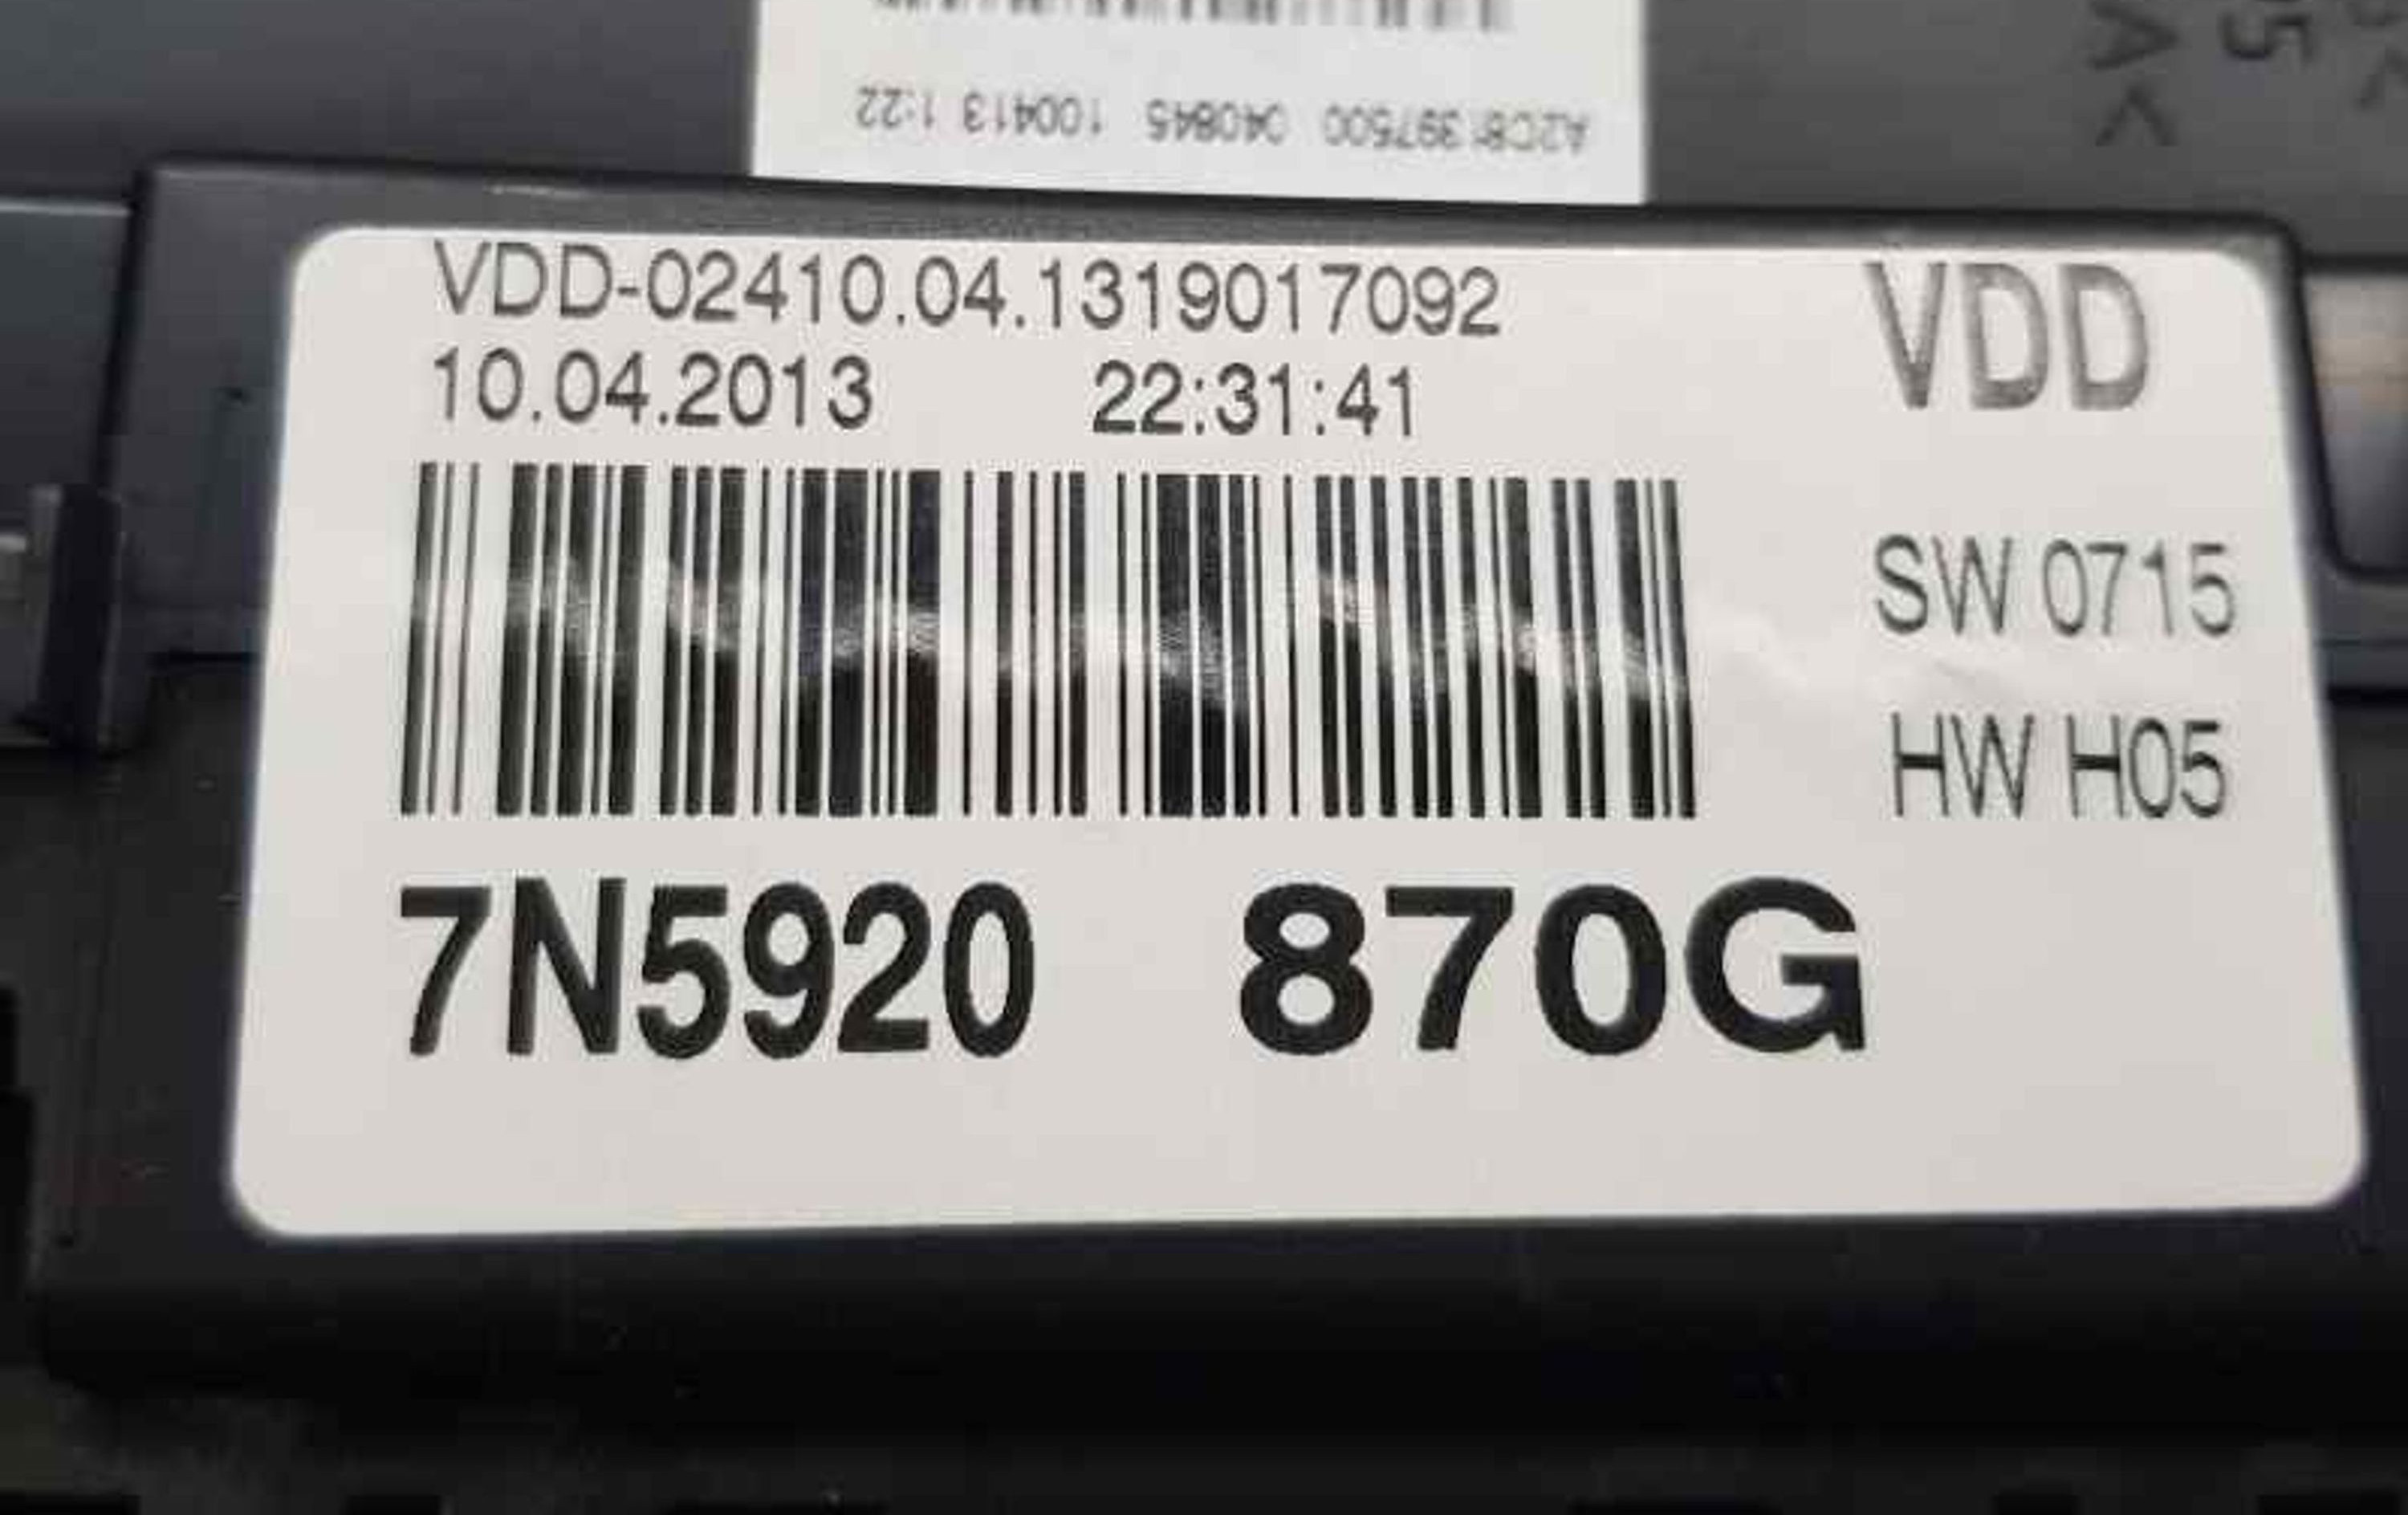 A2C81397500 040845 100413 1:22
VDD-02410.04.1319017092
VDD
10.04.2013 22:31:41
SW 0715
HW H05
7N5920 870G